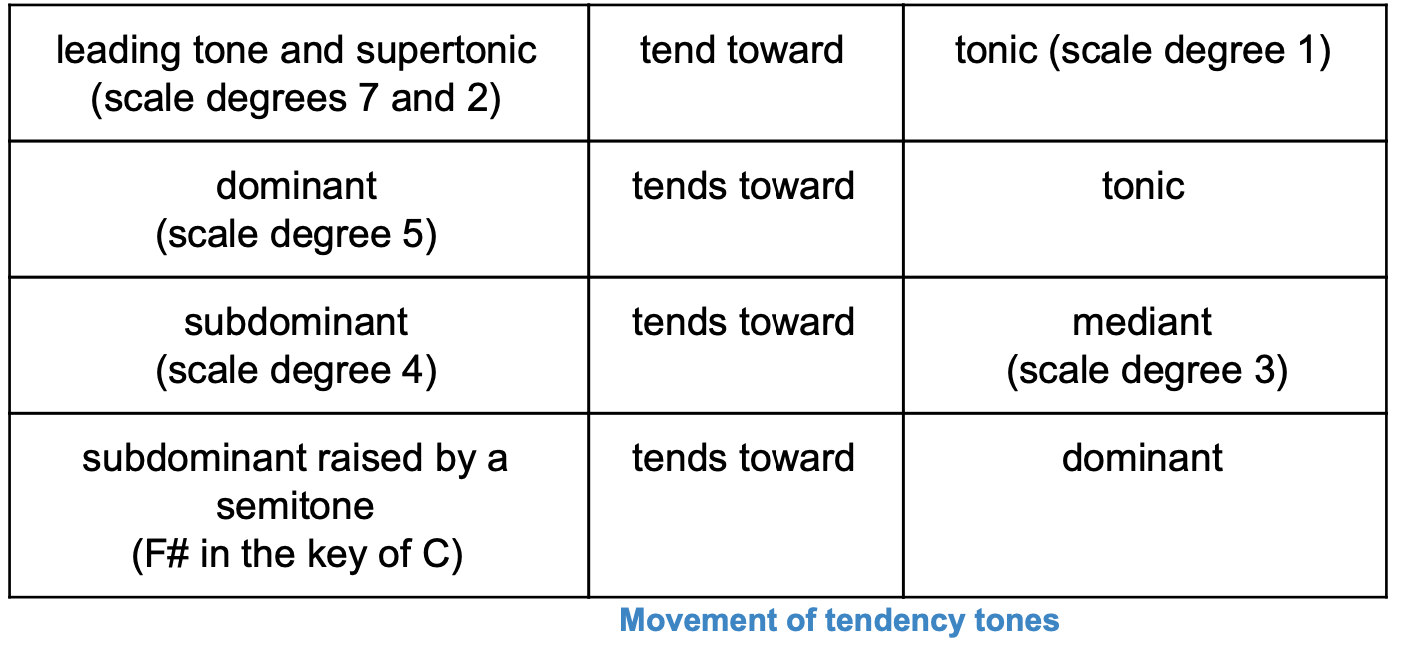 leading tone and supertonic
(scale degrees 7 and 2)
tend toward
tonic (scale degree 1)
dominant
(scale degree 5)
tends toward
tonic
subdominant
(scale degree 4)
tends toward
mediant
(scale degree 3)
subdominant raised by a
semitone
(F# in the key of C)
tends toward
dominant
Movement of tendency tones